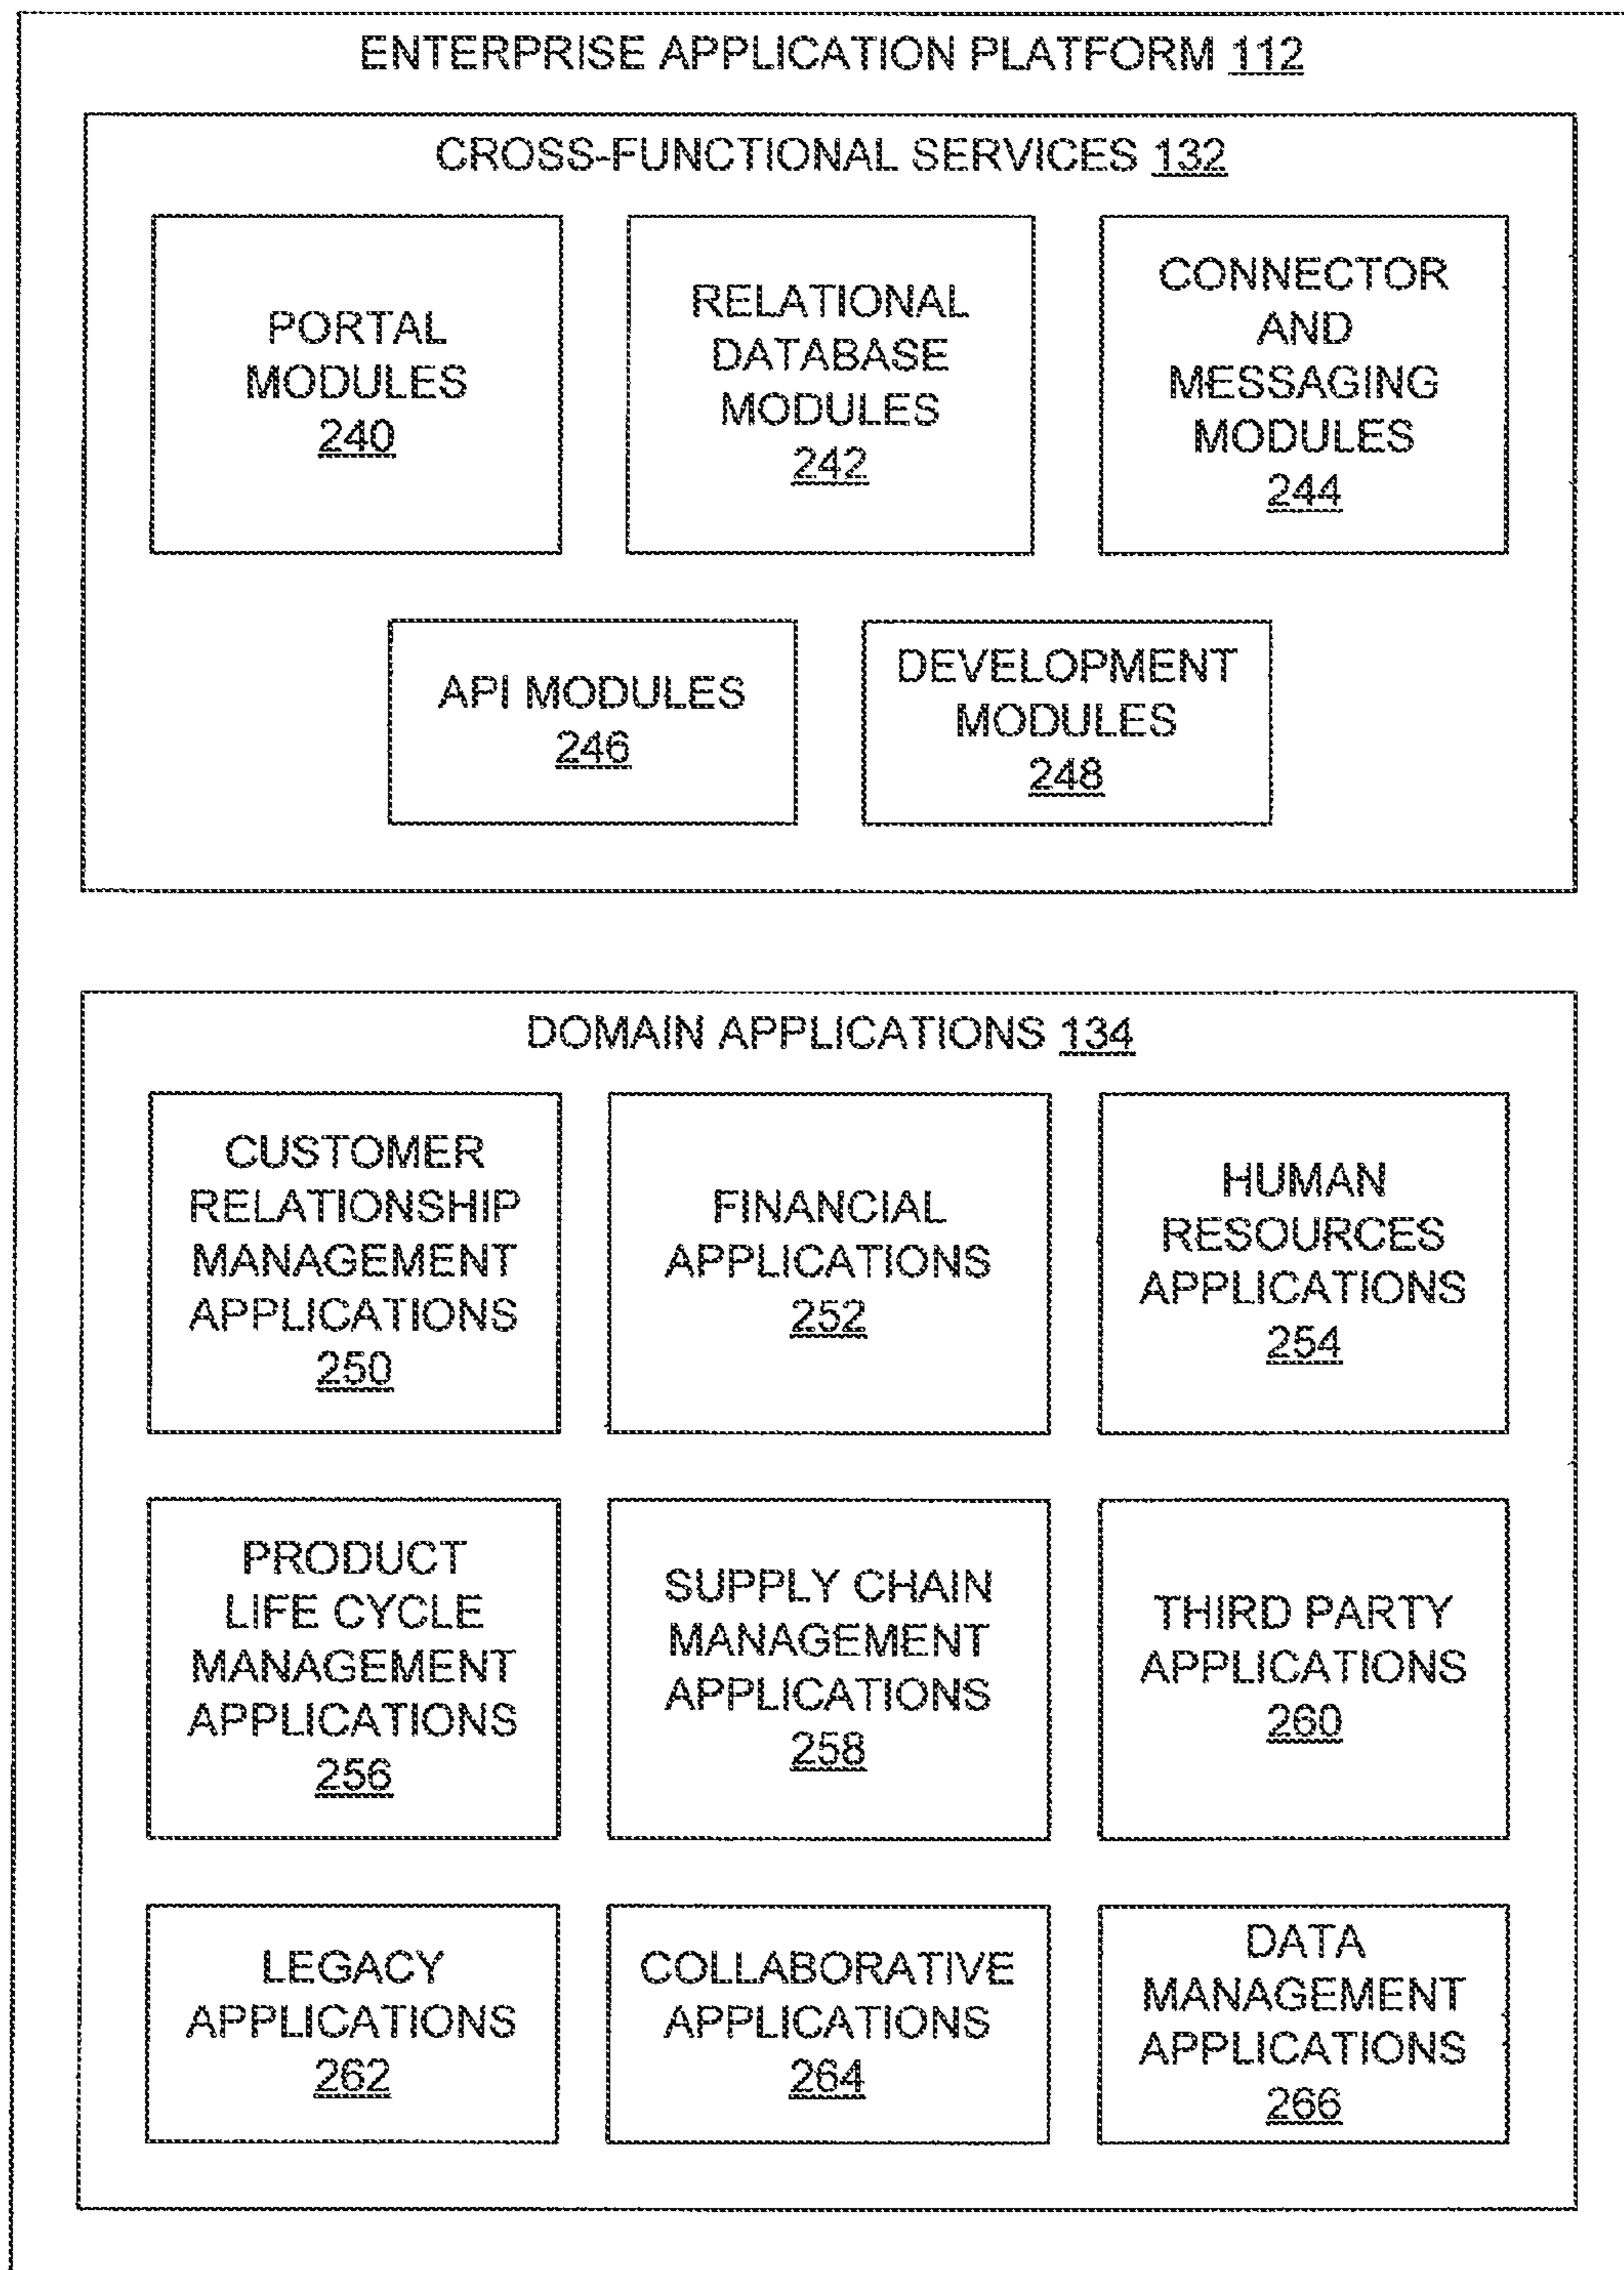 ENTERPRISE APPLICATION PLATFORM 112
CROSS-FUNCTIONAL SERVICES 132
PORTAL
MODULES
240
RELATIONAL
DATABASE
MODULES
242
CONNECTOR
AND
MESSAGING
MODULES
244
API MODULES
246
DEVELOPMENT
MODULES
248
DOMAIN APPLICATIONS 134
CUSTOMER
RELATIONSHIP
MANAGEMENT
APPLICATIONS
250
FINANCIAL
APPLICATIONS
252
HUMAN
RESOURCES
APPLICATIONS
254
PRODUCT
LIFE CYCLE
MANAGEMENT
APPLICATIONS
256
SUPPLY CHAIN
MANAGEMENT
APPLICATIONS
258
THIRD PARTY
APPLICATIONS
260
LEGACY
APPLICATIONS
262
COLLABORATIVE
APPLICATIONS
264
DATA
MANAGEMENT
APPLICATIONS
266